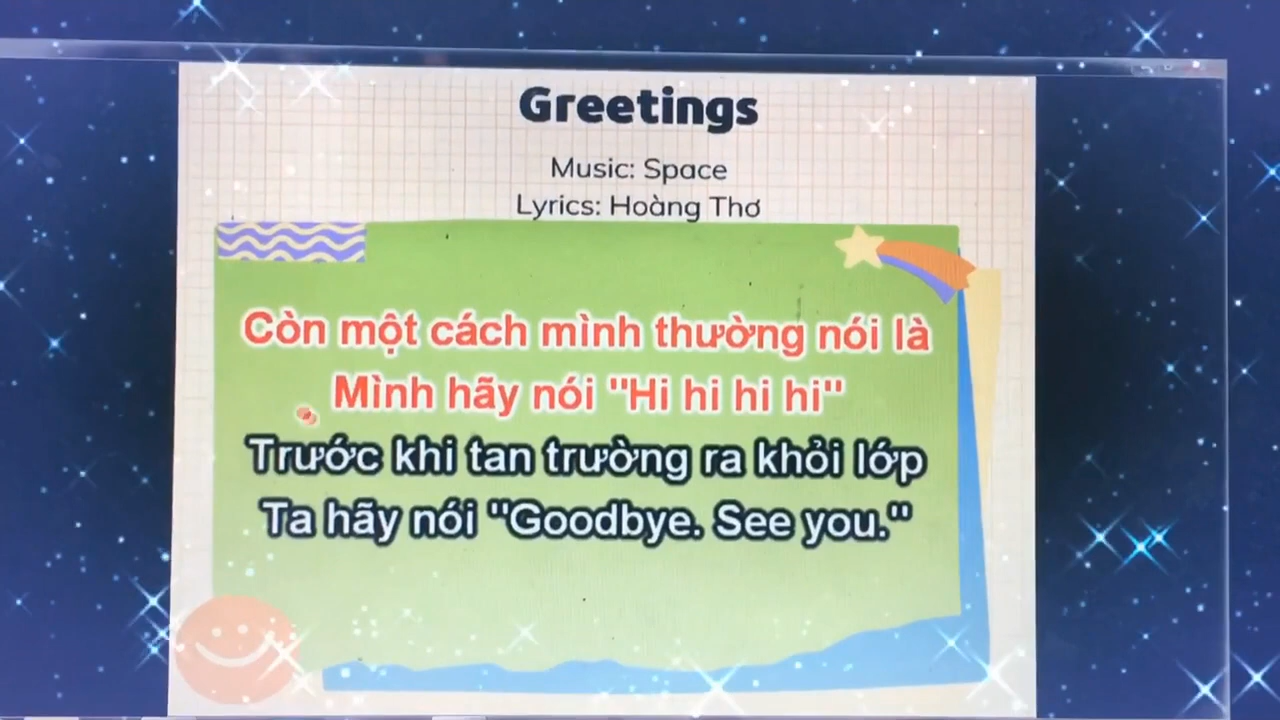 Greetings
Music: Space
Lyrics: Hoàng Thơ
Còn một cách mình thường nói là
Mình hãy nói "Hi hi hi hi"
Trước khi tan trường ra khỏi lớp
Ta hãy nói "Goodbye. See you."